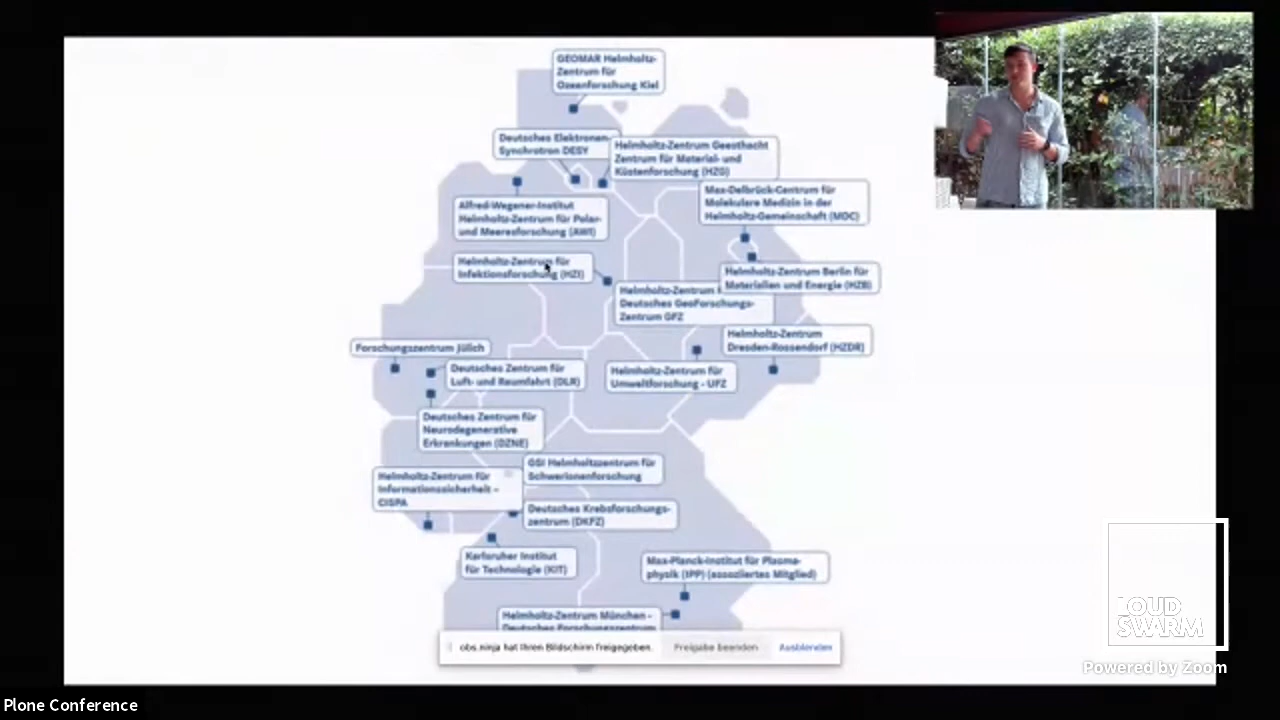 GEOMAR Helmholtz-
Zentrum für
Ozeanforschung Kiel
Deutsches Elektronen-
Synchrotron DESY
Helmholtz-Zentrum Geesthacht
Zentrum für Material- und
Küstenforschung (HZG)
Max-Delbrück-Centrum für
Molekulare Medizin in der
Helmholtz-Gemeinschaft (MDC)
Alfred-Wegener-Institut
Helmholtz-Zentrum für Polar-
und Meeresforschung (AWI)
Helmholtz-Zentrum für
Infektionsforschung (HZI)
Helmholtz-Zentrum Berlin für
Materialien und Energie (HZB)
Helmholtz-Zentrum
Deutsches GeoForschungs-
Zentrum GFZ
Helmholtz-Zentrum
Dresden-Rossendorf (HZDR)
Forschungszentrum Jülich
Deutsches Zentrum für
Luft- und Raumfahrt (DLR)
Helmholtz-Zentrum für
Umweltforschung - UFZ
Deutsches Zentrum für
Neurodegenerative
Erkrankungen (DZNE)
GSI Helmholtzzentrum für
Schwerionenforschung
Helmholtz-Zentrum für
Informationssicherheit –
CISPA
Deutsches Krebsforschungs-
zentrum (DKFZ)
Karlsruher Institut
für Technologie (KIT)
Max-Planck-Institut für Plasma-
physik (IPP) (assoziiertes Mitglied)
Helmholtz-Zentrum München -
Deutsches Forschungszentrum
obs.ninja hat Ihren Bildschirm freigegeben.
Freigabe beenden
Ausblenden
LOUD
SWARM
Powered by Zoom
Plone Conference